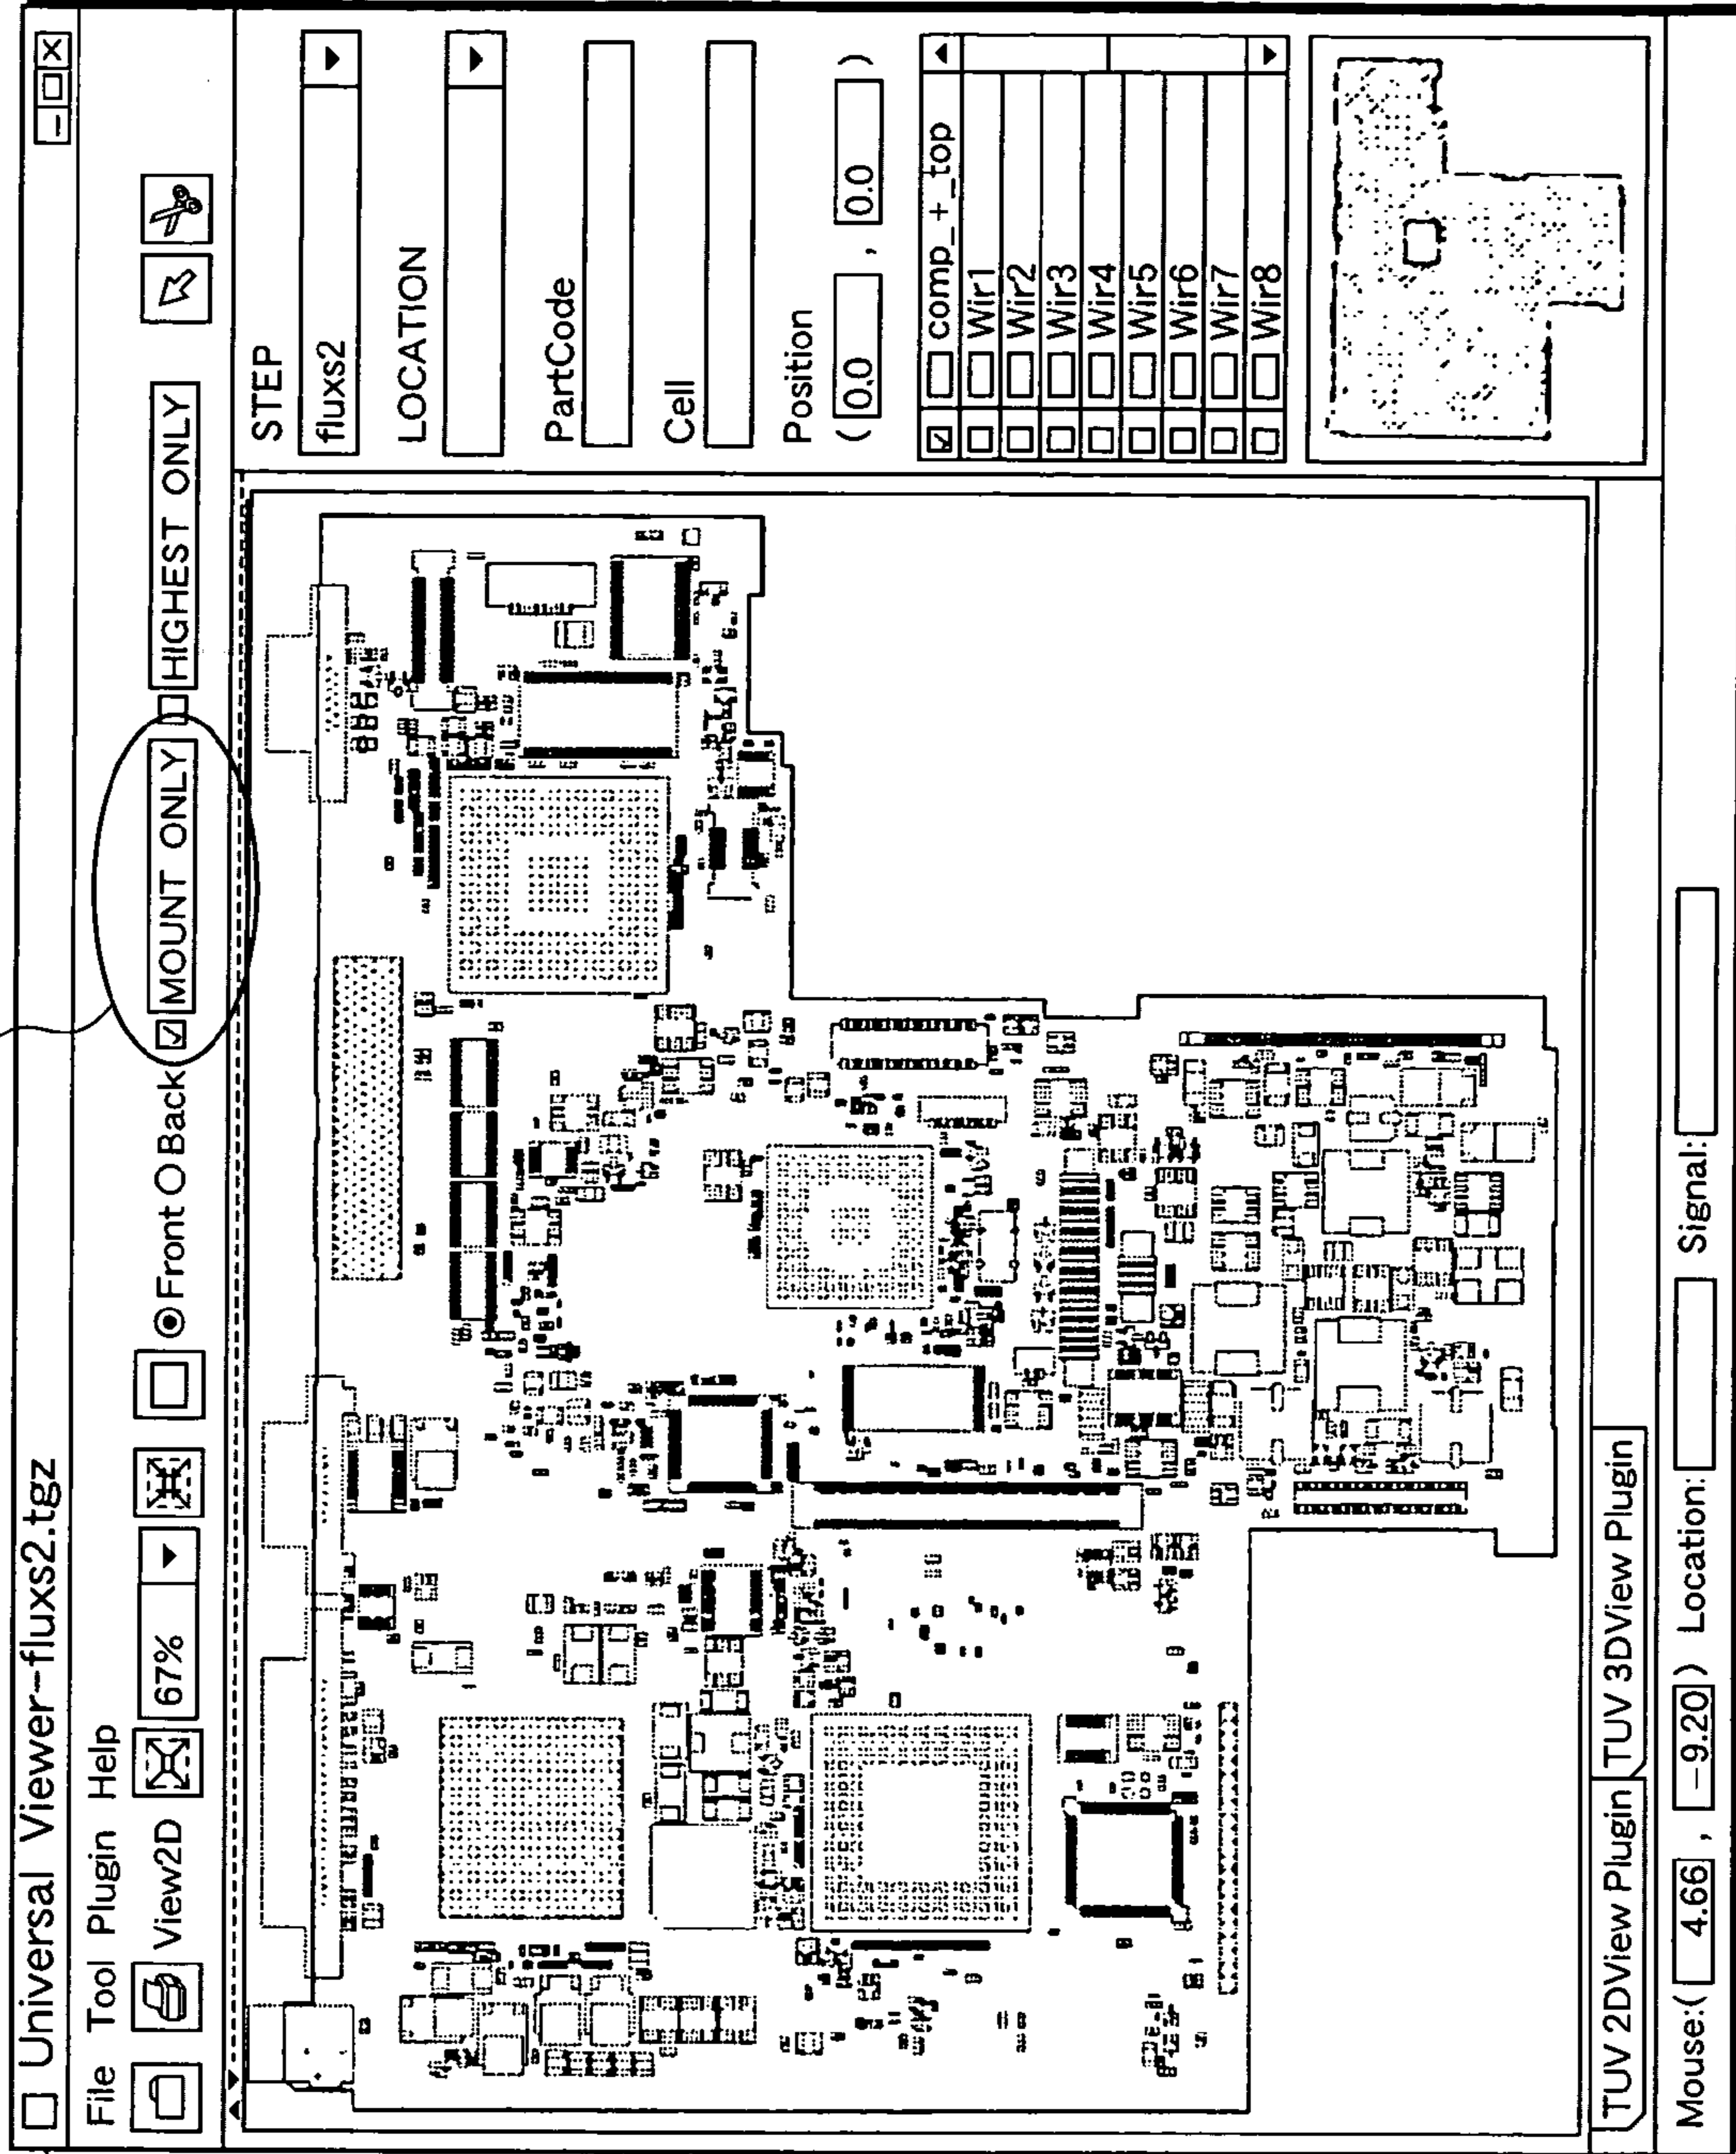 Universal Viewer-fluxs2.tgz
File Tool Plugin Help
View2D 67% Front Back MOUNT ONLY HIGHEST ONLY
STEP
fluxs2
LOCATION
PartCode
Cell
Position
( 0.0 , 0.0 )
comp_+_top
Wir1
Wir2
Wir3
Wir4
Wir5
Wir6
Wir7
Wir8
TUV 2DView Plugin TUV 3DView Plugin
Mouse:( 4.66 , -9.20 ) Location: Signal: